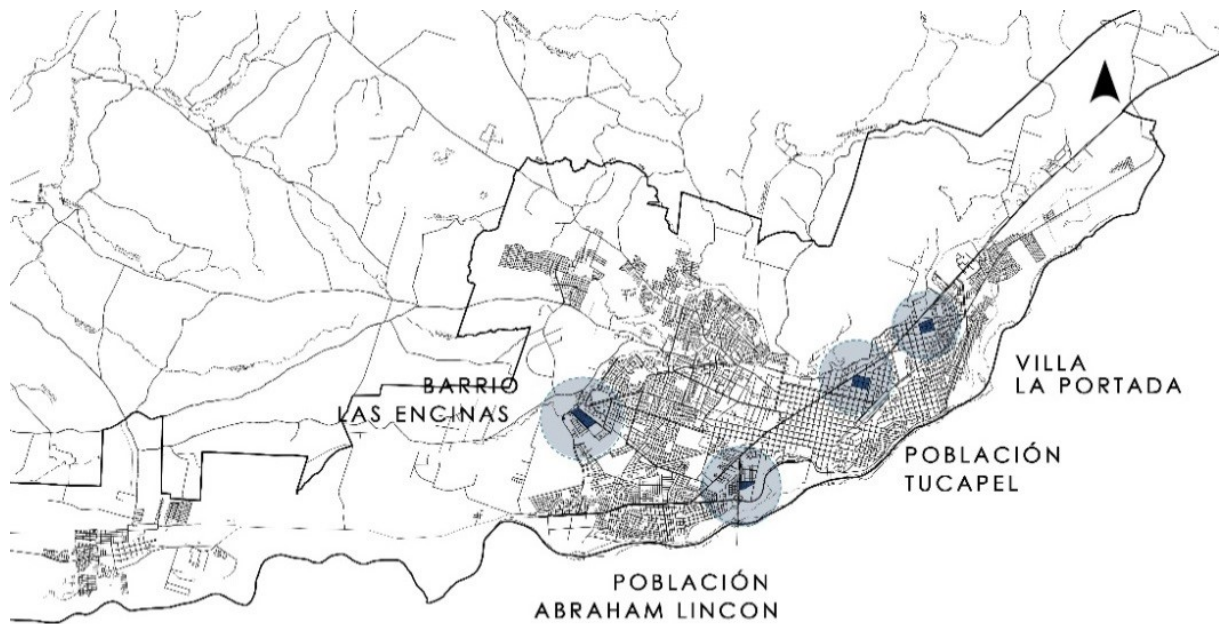 BARRIO
LAS ENCINAS
VILLA
LA PORTADA
POBLACIÓN
TUCAPEL
POBLACIÓN
ABRAHAM LINCON